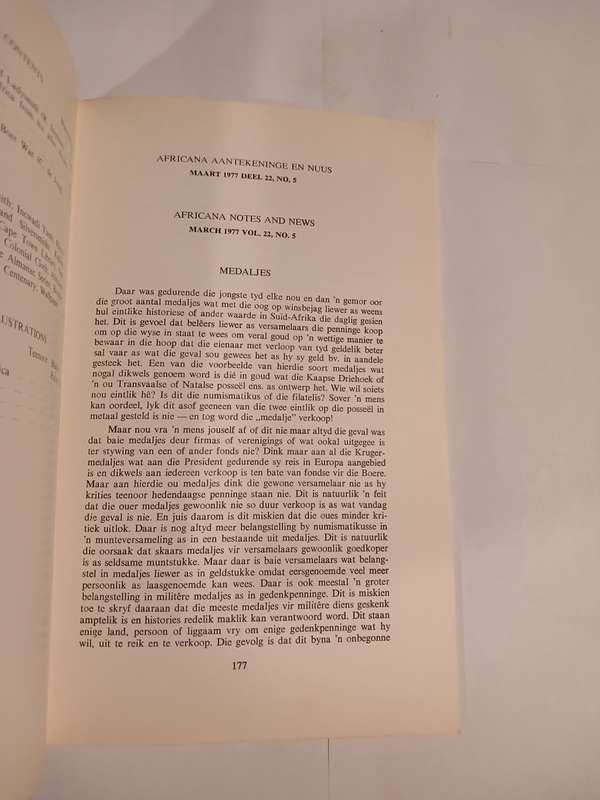 CONTENTS
Boer War
Cape Town
Colonial
Almanac
Centenary
AFRICANA AANTEKENINGE EN NUUS
MAART 1977 DEEL 22, NO. 5
AFRICANA NOTES AND NEWS
MARCH 1977 VOL. 22, NO. 5
MEDALJES
Daar was gedurende die jongste tyd elke nou en dan 'n gemor oor
die groot aantal medaljes wat met die oog op winsbejag liewer as weens
hul eintlike historiese of ander waarde in Suid-Afrika die daglig gesien
het. Dit is gevoel dat beleërs liewer as versamelaars die penninge koop
om op die wyse in staat te wees om veral goud op 'n wettige manier te
bewaar in die hoop dat die eienaar met verloop van tyd geldelik beter
sal vaar as wat die geval sou gewees het as hy sy geld bv. in aandele
gesteek het. Een van die voorbeelde van hierdie soort medaljes wat
nogal dikwels genoem word is dié in goud wat die Kaapse Driehoek of
'n ou Transvaalse of Natalse posseël ens. as ontwerp het. Wie wil soiets
nou eintlik hê? Is dit die numismatikus of die filatelis? Sover 'n mens
kan oordeel, lyk dit asof geeneen van die twee eintlik op die posseël in
metaal gesteld is nie — en tog word die „medalje” verkoop!
Maar nou vra 'n mens jouself af of dit nie maar altyd die geval was
dat baie medaljes deur firmas of verenigings of wat ookal uitgegee is
ter stywing van een of ander fonds nie? Dink maar aan al die Kruger-
medaljes wat aan die President gedurende sy reis in Europa aangebied
is en dikwels aan iedereen verkoop is ten bate van fondse vir die Boere.
Maar aan hierdie ou medaljes dink die gewone versamelaar nie as hy
krities teenoor hedendaagse penninge staan nie. Dit is natuurlik 'n feit
dat die ouer medaljes gewoonlik nie so duur verkoop is as wat vandag
die geval is nie. En juis daarom is dit miskien dat die oues minder kri-
tiek uitlok. Daar is nog altyd meer belangstelling by numismatikusse in
'n munteversameling as in een bestaande uit medaljes. Dit is natuurlik
die oorsaak dat skaars medaljes vir versamelaars gewoonlik goedkoper
is as seldsame muntstukke. Maar daar is baie versamelaars wat belang-
stel in medaljes liewer as in geldstukke omdat eersgenoemde veel meer
persoonlik as laasgenoemde kan wees. Daar is ook meestal 'n groter
belangstelling in militêre medaljes as in gedenkpenninge. Dit is miskien
toe te skryf daaraan dat die meeste medaljes vir militêre diens geskenk
amptelik is en histories redelik maklik kan verantwoord word. Dit staan
enige land, persoon of liggaam vry om enige gedenkpenninge wat hy
wil, uit te reik en te verkoop. Die gevolg is dat dit byna 'n onbegonne
177